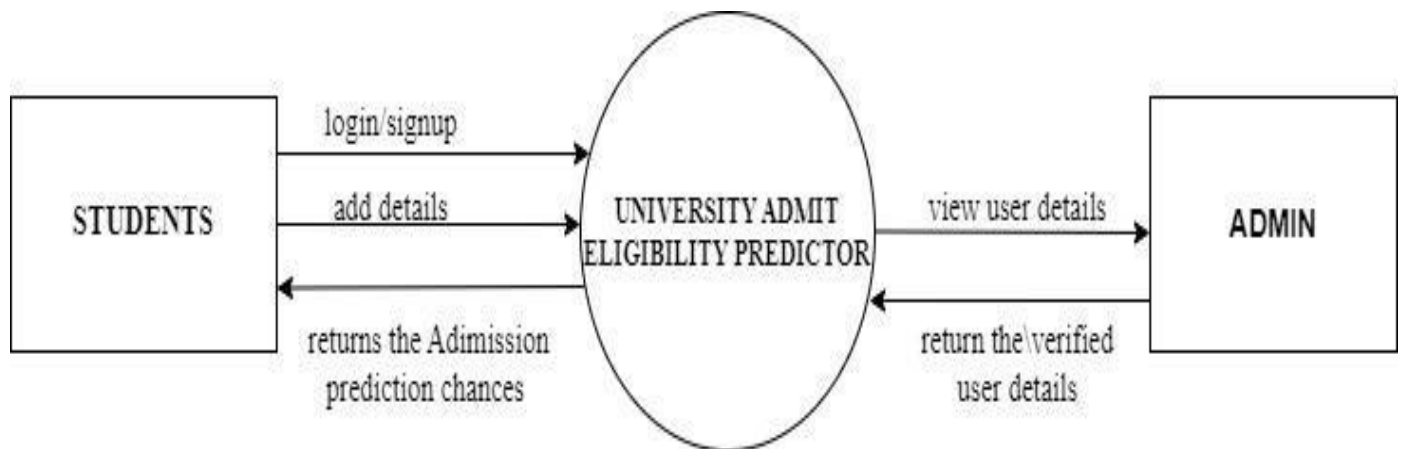 login/signup
STUDENTS
add details
returns the Adimission
prediction chances
UNIVERSITY ADMIT
ELIGIBILITY PREDICTOR
view user details
return the\verified
user details
ADMIN